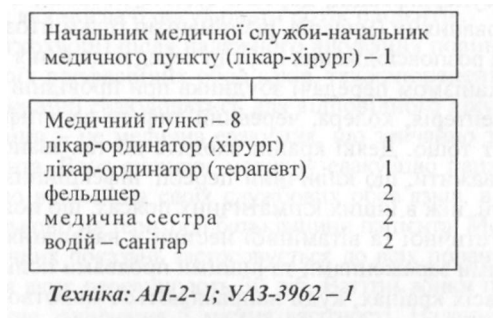 Начальник медичної служби-начальник
медичного пункту (лікар-хірург) – 1
Медичний пункт – 8
лікар-ординатор (хірург) 1
лікар-ординатор (терапевт) 1
фельдшер 2
медична сестра 2
водій – санітар 2
Техніка: АП-2-1; УАЗ-3962 – 1